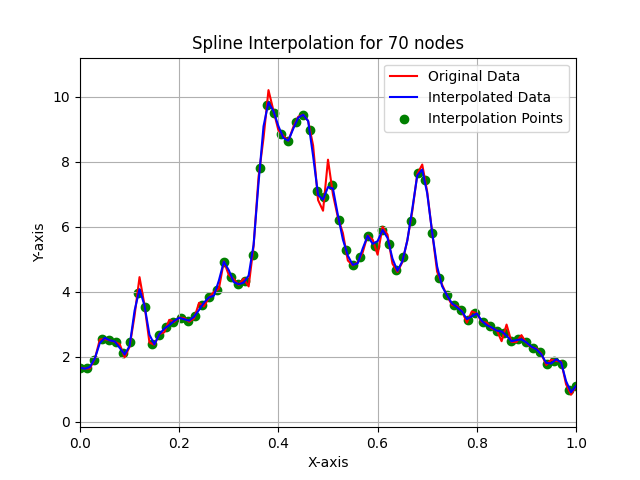 Spline Interpolation for 70 nodes
Original Data
Interpolated Data
Interpolation Points
Y-axis
10
8
6
4
2
0
0.0 0.2 0.4 0.6 0.8 1.0
X-axis